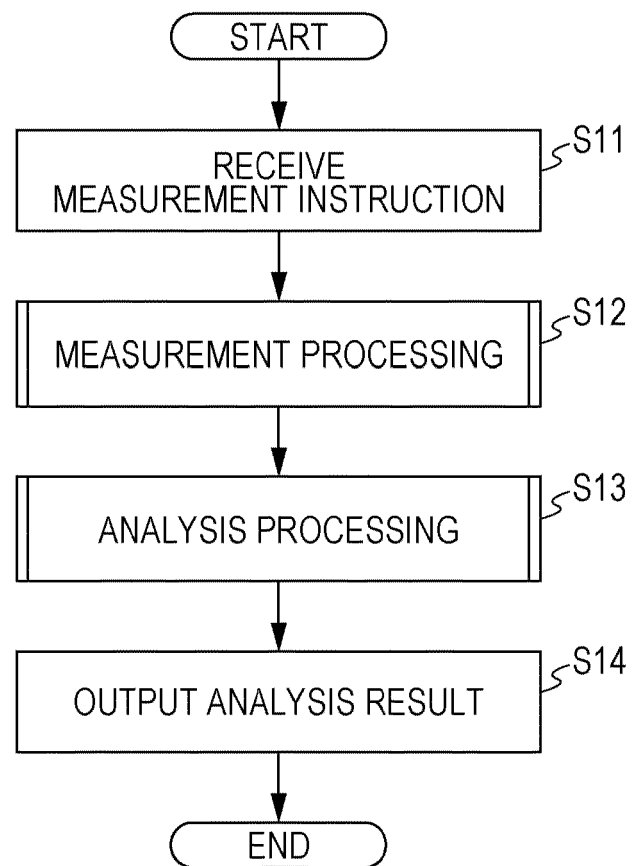 START
S11
RECEIVE
MEASUREMENT INSTRUCTION
S12
MEASUREMENT PROCESSING
S13
ANALYSIS PROCESSING
S14
OUTPUT ANALYSIS RESULT
END